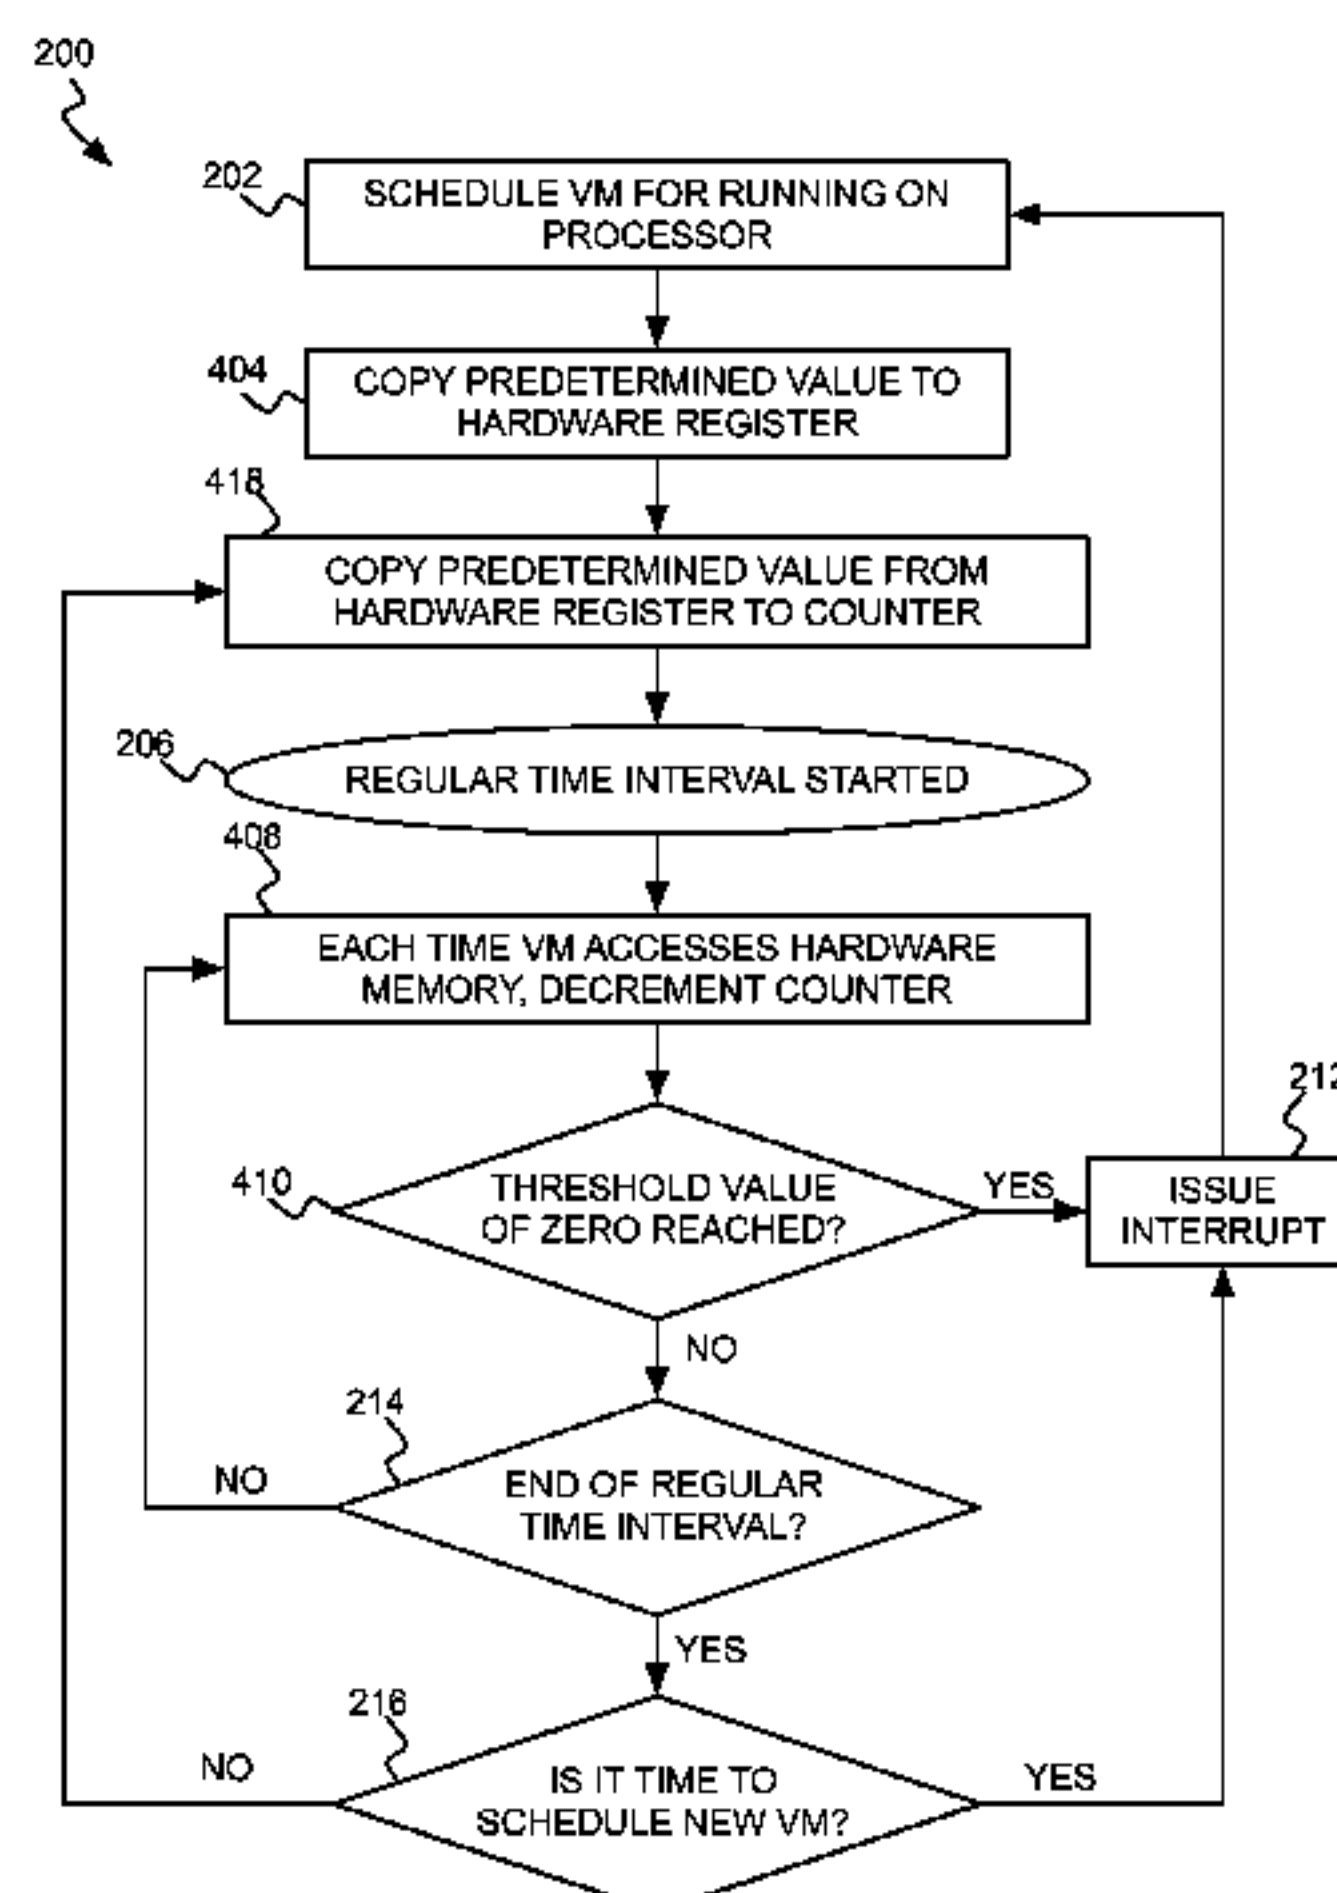 200
202
SCHEDULE VM FOR RUNNING ON
PROCESSOR
404
COPY PREDETERMINED VALUE TO
HARDWARE REGISTER
418
COPY PREDETERMINED VALUE FROM
HARDWARE REGISTER TO COUNTER
206
REGULAR TIME INTERVAL STARTED
408
EACH TIME VM ACCESSES HARDWARE
MEMORY, DECREMENT COUNTER
212
410
THRESHOLD VALUE
OF ZERO REACHED?
YES
ISSUE
INTERRUPT
NO
214
END OF REGULAR
TIME INTERVAL?
NO
YES
216
IS IT TIME TO
SCHEDULE NEW VM?
NO
YES